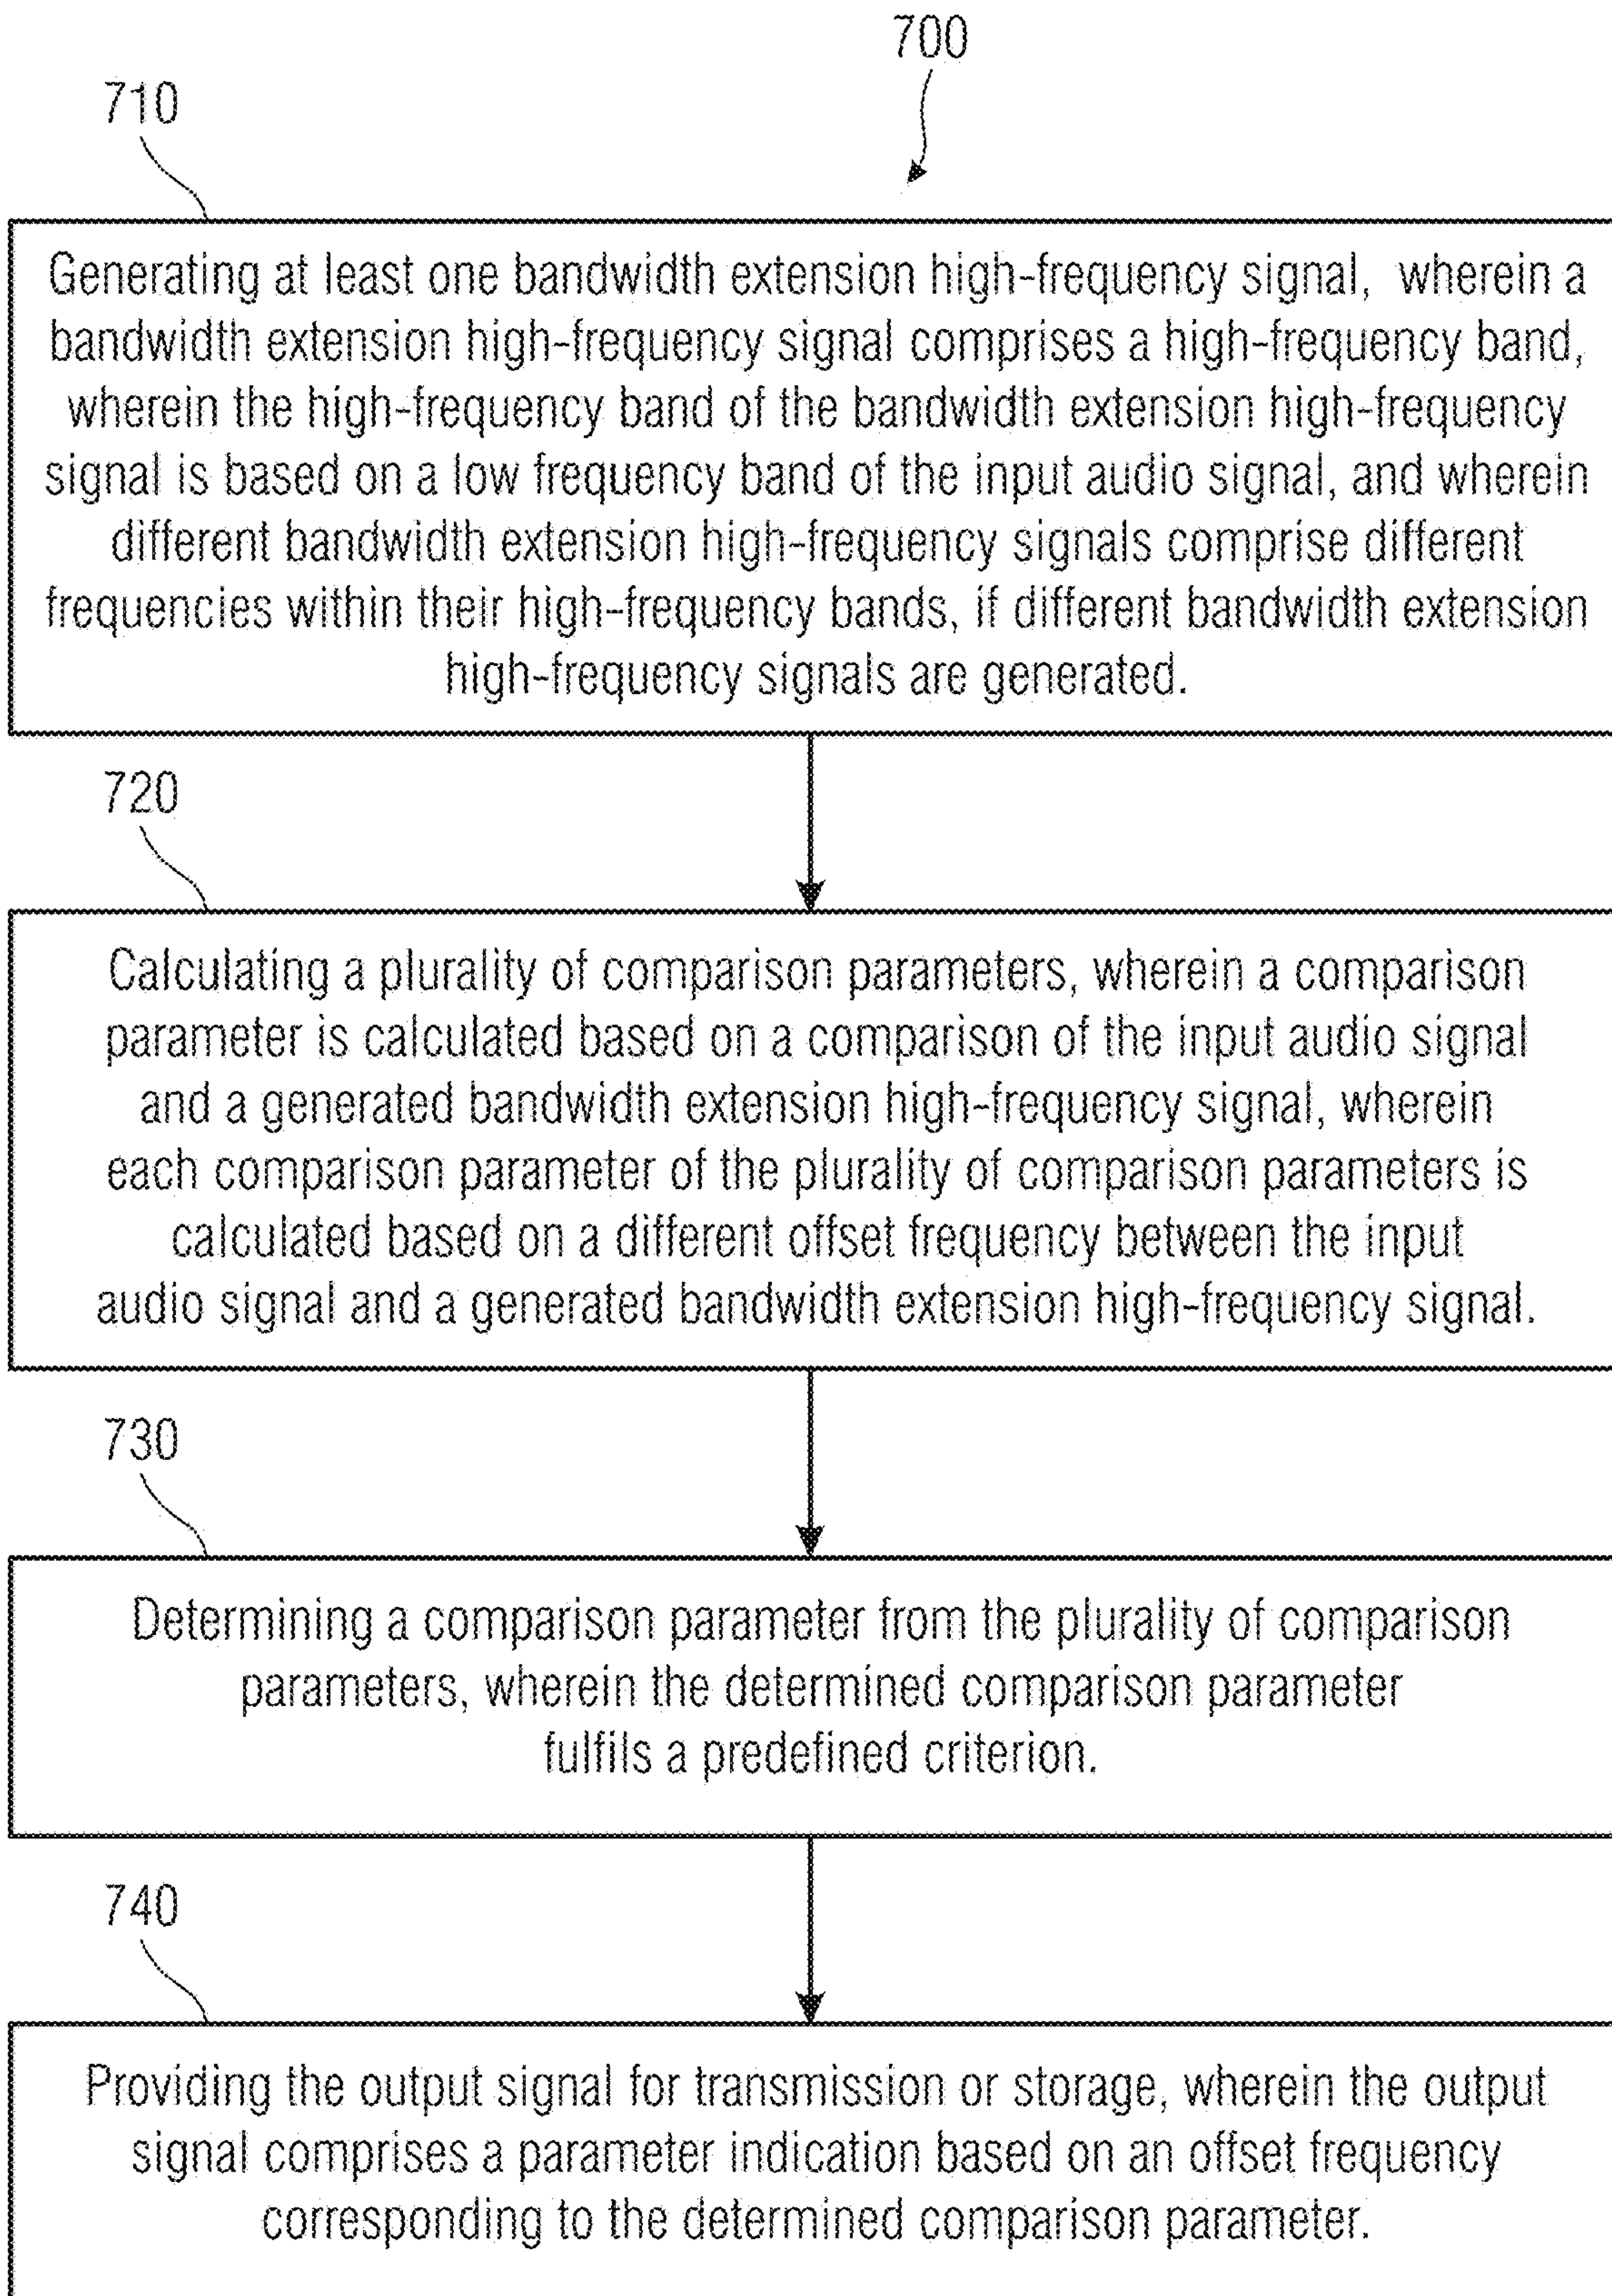 700
710
Generating at least one bandwidth extension high-frequency signal, wherein a
bandwidth extension high-frequency signal comprises a high-frequency band,
wherein the high-frequency band of the bandwidth extension high-frequency
signal is based on a low frequency band of the input audio signal, and wherein
different bandwidth extension high-frequency signals comprise different
frequencies within their high-frequency bands, if different bandwidth extension
high-frequency signals are generated.
720
Calculating a plurality of comparison parameters, wherein a comparison
parameter is calculated based on a comparison of the input audio signal
and a generated bandwidth extension high-frequency signal, wherein
each comparison parameter of the plurality of comparison parameters is
calculated based on a different offset frequency between the input
audio signal and a generated bandwidth extension high-frequency signal.
730
Determining a comparison parameter from the plurality of comparison
parameters, wherein the determined comparison parameter
fulfils a predefined criterion.
740
Providing the output signal for transmission or storage, wherein the output
signal comprises a parameter indication based on an offset frequency
corresponding to the determined comparison parameter.